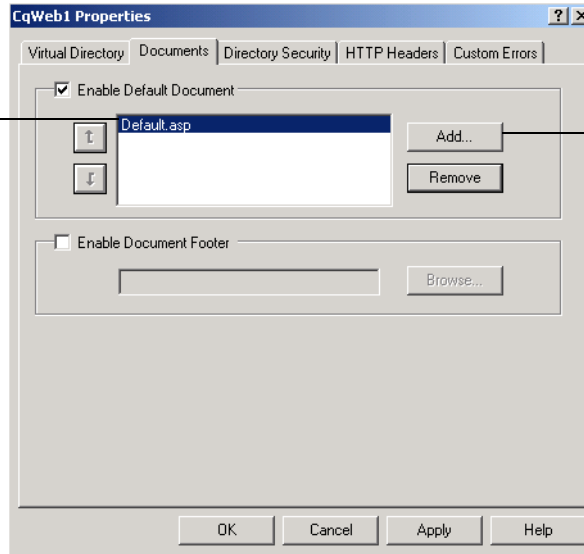 CqWeb1 Properties
Virtual Directory Documents Directory Security HTTP Headers Custom Errors
Enable Default Document
Default.asp
Add...
Remove
Enable Document Footer
Browse...
OK Cancel Apply Help